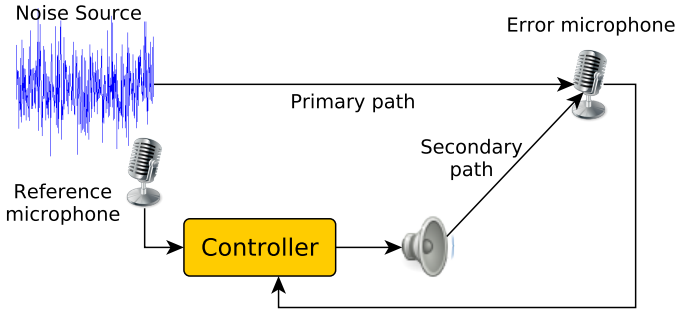 Noise Source
Error microphone
Primary path
Secondary
path
Reference
microphone
Controller